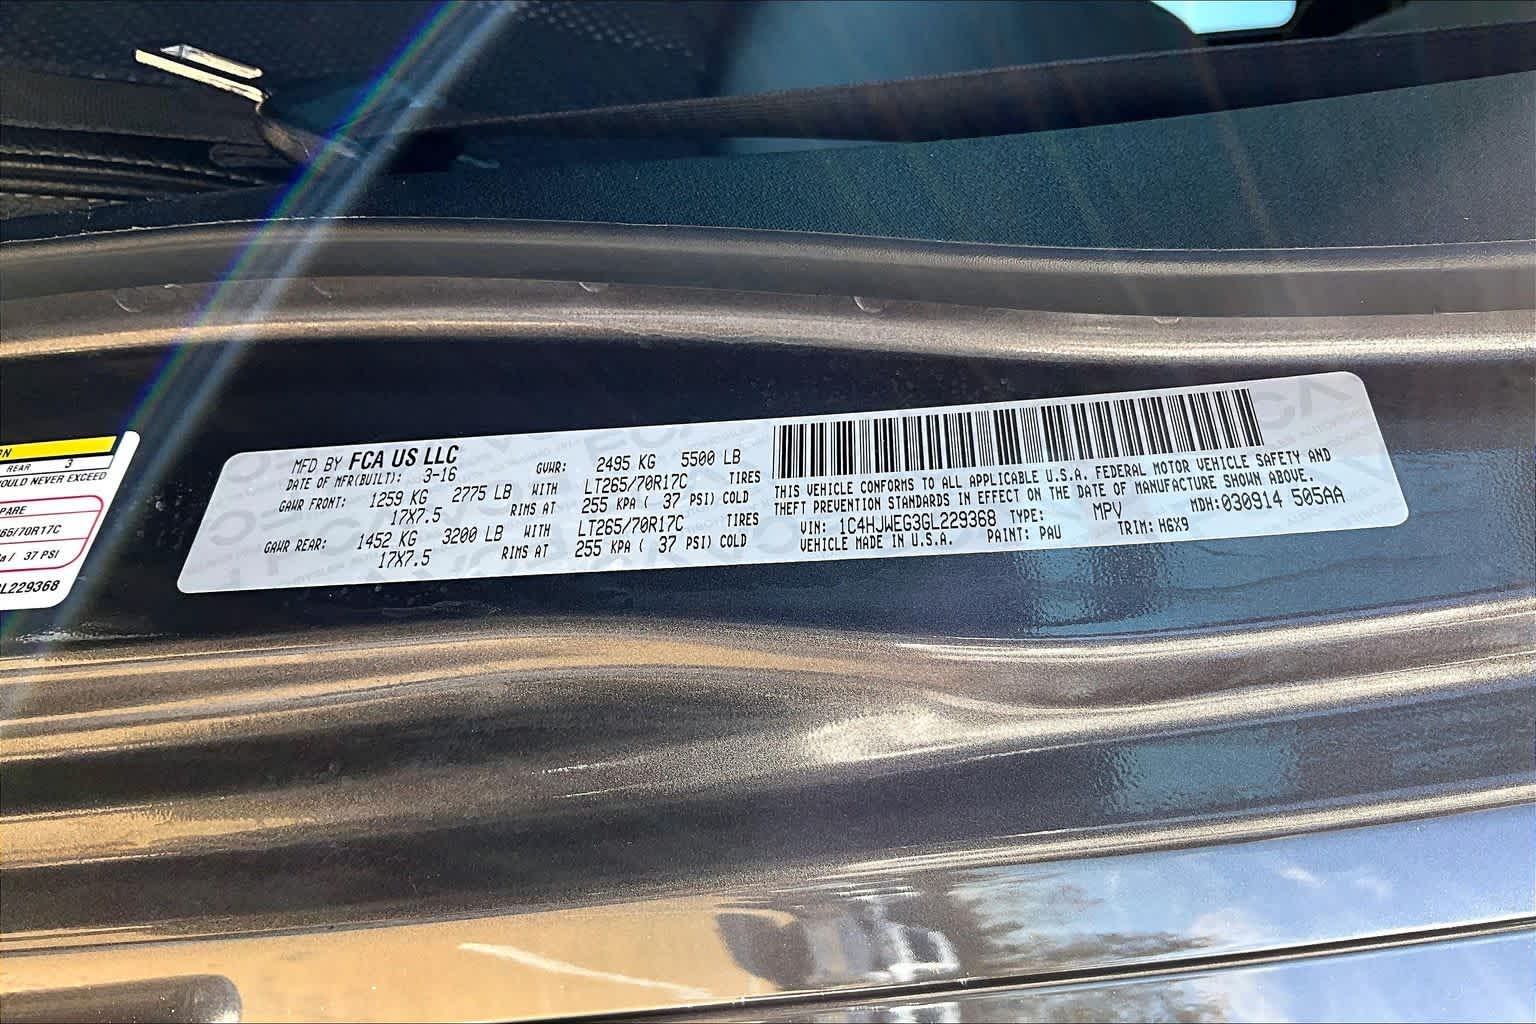 REAR 3
OULD NEVER EXCEED
PARE
65/70R17C
/ 37 PSI
L229368
MFD BY FCA US LLC
DATE OF MFR(BUILT): 3-16
GVWR: 2495 KG 5500 LB
GAWR FRONT: 1259 KG 2775 LB WITH LT265/70R17C TIRES
17X7.5 RIMS AT 255 KPA ( 37 PSI) COLD
GAWR REAR: 1452 KG 3200 LB WITH LT265/70R17C TIRES
17X7.5 RIMS AT 255 KPA ( 37 PSI) COLD
THIS VEHICLE CONFORMS TO ALL APPLICABLE U.S.A. FEDERAL MOTOR VEHICLE SAFETY AND
THEFT PREVENTION STANDARDS IN EFFECT ON THE DATE OF MANUFACTURE SHOWN ABOVE.
VIN: 1C4HJWEG3GL229368 TYPE: MPV MDH:030914 505AA
VEHICLE MADE IN U.S.A. PAINT: PAU TRIM: H6X9